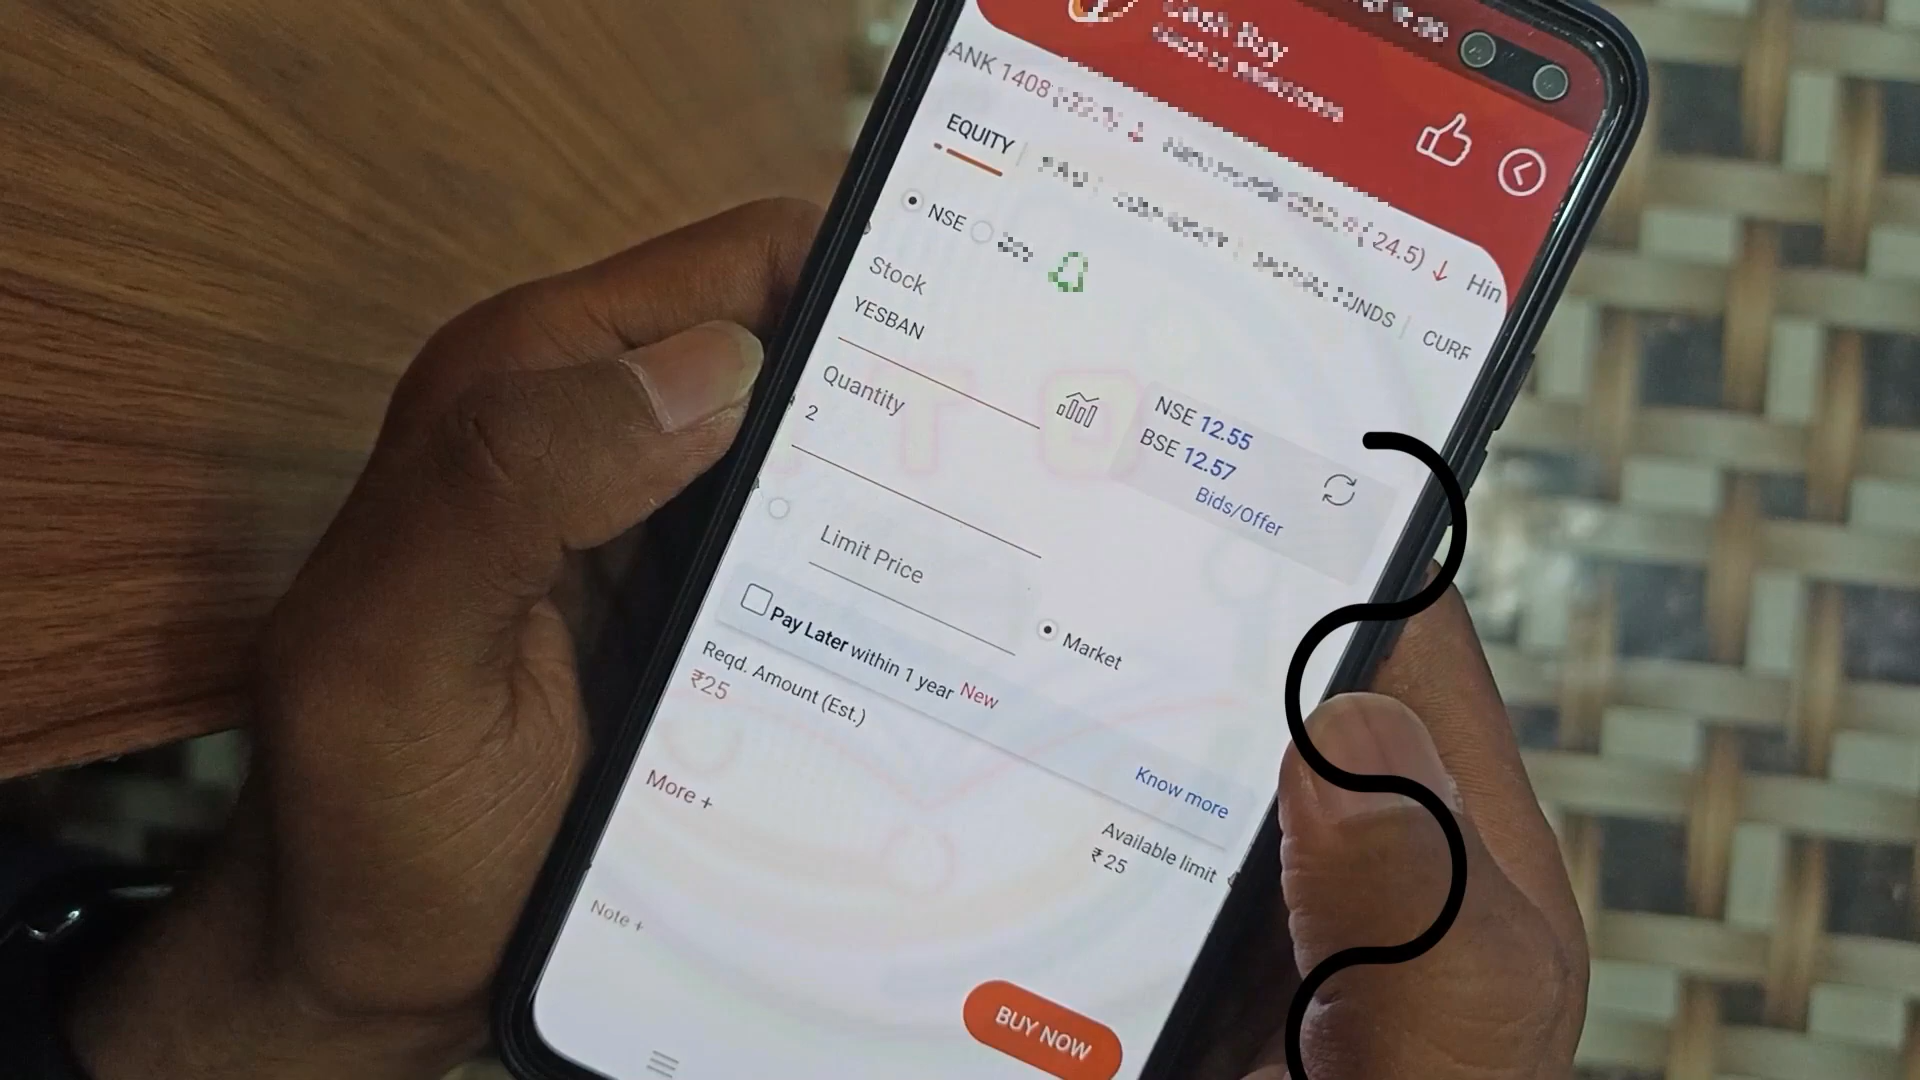 Cash Buy
ANK 1408
24.5) ↓ Hin
EQUITY
NDS | CURF
NSE
Stock
YESBAN
NSE 12.55
BSE 12.57
Bids/Offer
Quantity
2
Limit Price
Market
Pay Later within 1 year New
Know more
Reqd. Amount (Est.)
₹25
Available limit
₹ 25
More +
Note +
BUY NOW